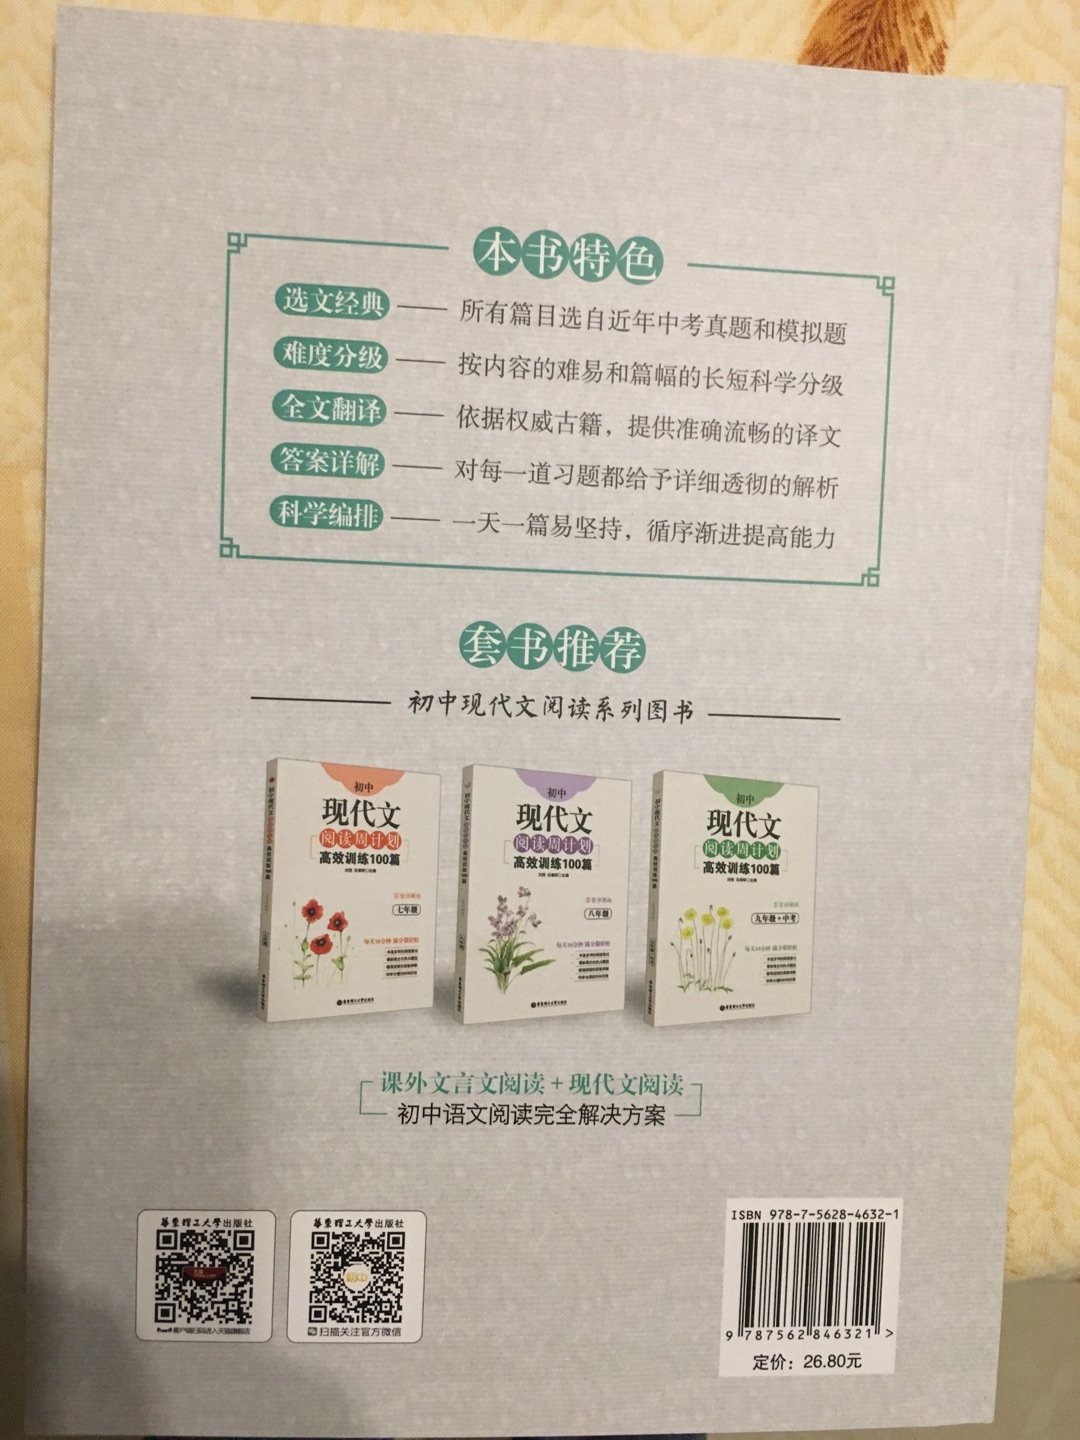 本书特色
选文经典 —— 所有篇目选自近年中考真题和模拟题
难度分级 —— 按内容的难易和篇幅的长短科学分级
全文翻译 —— 依据权威古籍，提供准确流畅的译文
答案详解 —— 对每一道习题都给予详细透彻的解析
科学编排 —— 一天一篇易坚持，循序渐进提高能力
套书推荐
初中现代文阅读系列图书
初中
现代文
阅读周计划
高效训练100篇
七年级
初中
现代文
阅读周计划
高效训练100篇
八年级
初中
现代文
阅读周计划
高效训练100篇
九年级+中考
课外文言文阅读+现代文阅读
初中语文阅读完全解决方案
华东理工大学出版社
华东理工大学出版社
扫描关注官方微信
ISBN 978-7-5628-4632-1
9 787562 846321 >
定价：26.80元